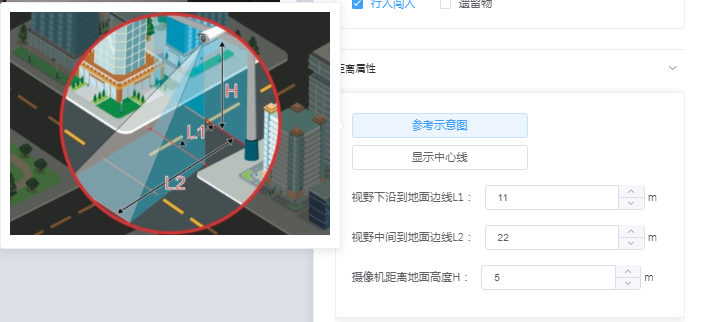 行人闯入
遗留物
距离属性
H
L1
L2
参考示意图
显示中心线
视野下沿到地面边线L1： 11 m
视野中间到地面边线L2： 22 m
摄像机距离地面高度H： 5 m